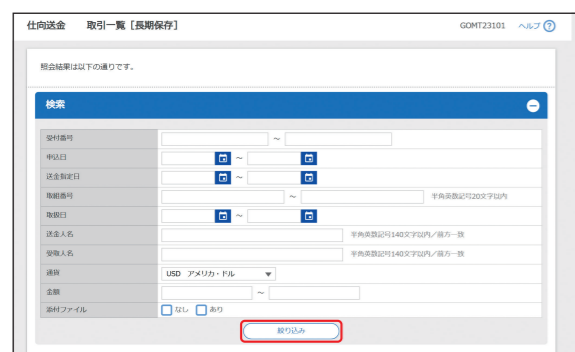 仕向送金 取引一覧［長期保存］ GOMT23101 ヘルプ ?
照会結果は以下の通りです。
検索
受付番号 ～
申込日 ～
送金指定日 ～
取組番号 ～ 半角英数記号20文字以内
取扱日 ～
送金人名 半角英数記号140文字以内／前方一致
受取人名 半角英数記号140文字以内／前方一致
通貨 USD アメリカ・ドル ▼
金額 ～
添付ファイル なし あり
絞り込み